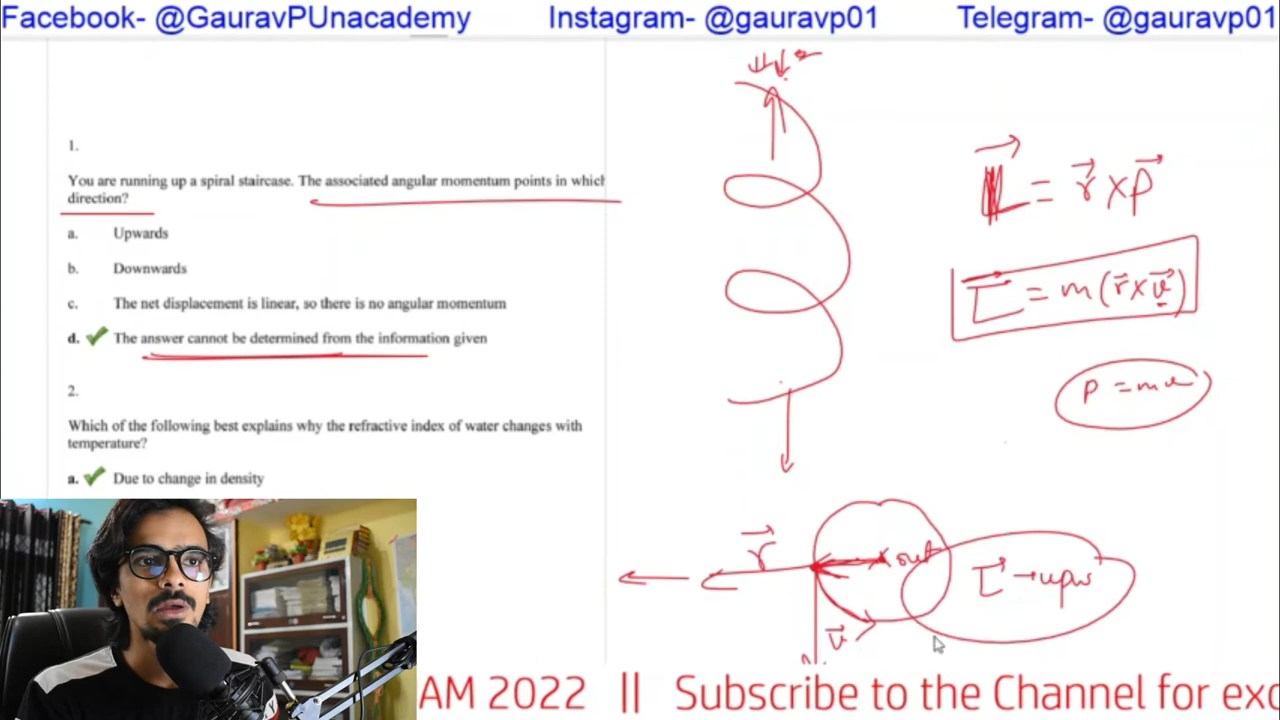 Facebook- @GauravPUnacademy Instagram- @gauravp01 Telegram- @gauravp01
1.
You are running up a spiral staircase. The associated angular momentum points in which
direction?
a. Upwards
b. Downwards
c. The net displacement is linear, so there is no angular momentum
d. The answer cannot be determined from the information given
2.
Which of the following best explains why the refractive index of water changes with
temperature?
a. Due to change in density
L = r × p
L = m(r × v)
p = mv
r
out
L → upw
v
AM 2022 || Subscribe to the Channel for exc